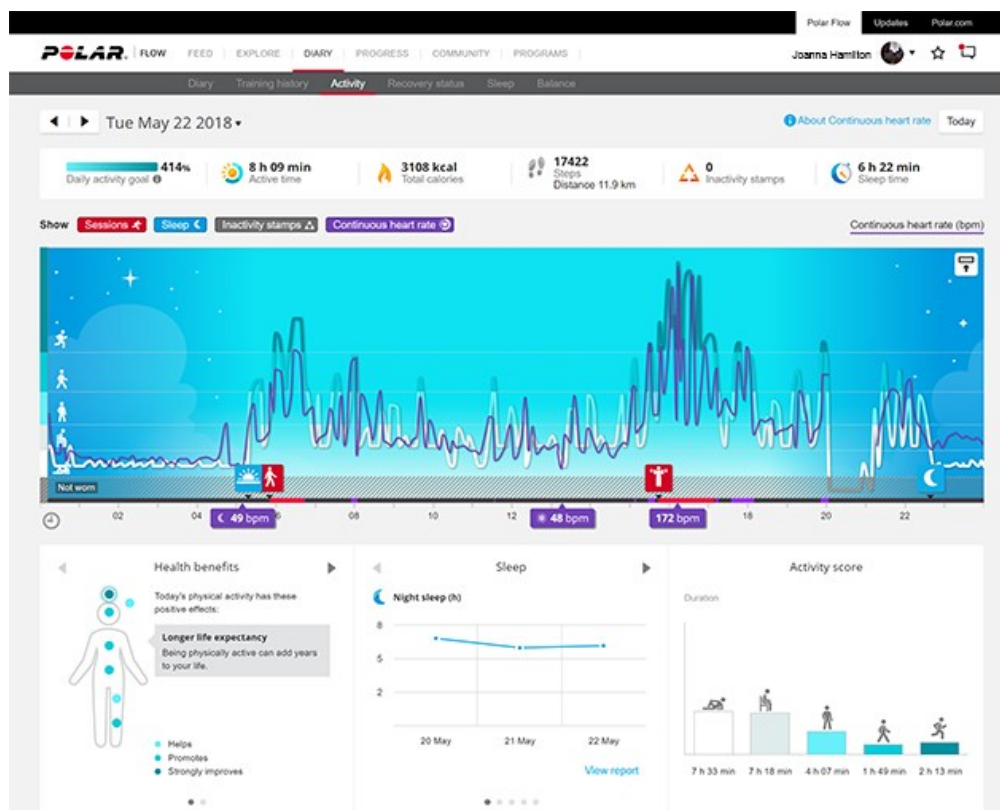 Polar Flow Updates Polar.com
POLAR. FLOW FEED EXPLORE DIARY PROGRESS COMMUNITY PROGRAMS Joanna Hamilton
Diary Training history Activity Recovery status Sleep Balance
Tue May 22 2018 About Continuous heart rate Today
414% 8 h 09 min 3108 kcal 17422 0 6 h 22 min
Daily activity goal Active time Total calories Steps Inactivity stamps Sleep time
Distance 11.9 km
Show Sessions Sleep Inactivity stamps Continuous heart rate Continuous heart rate (bpm)
Not worn
02 04 49 bpm 6 08 10 12 48 bpm 172 bpm 18 20 22
Health benefits Sleep Activity score
Today's physical activity has these
positive effects:
Longer life expectancy
Being physically active can add years
to your life.
Helps
Promotes
Strongly improves
Night sleep (h)
8
5
2
20 May 21 May 22 May
View report
Duration
7 h 33 min 7 h 18 min 4 h 07 min 1 h 49 min 2 h 13 min